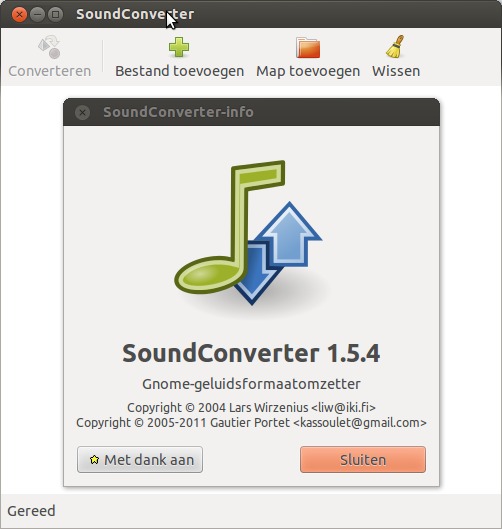 SoundConverter
Converteren Bestand toevoegen Map toevoegen Wissen
SoundConverter-info
SoundConverter 1.5.4
Gnome-geluidsformaatomzetter
Copyright © 2004 Lars Wirzenius <liw@iki.fi>
Copyright © 2005-2011 Gautier Portet <kassoulet@gmail.com>
Met dank aan Sluiten
Gereed